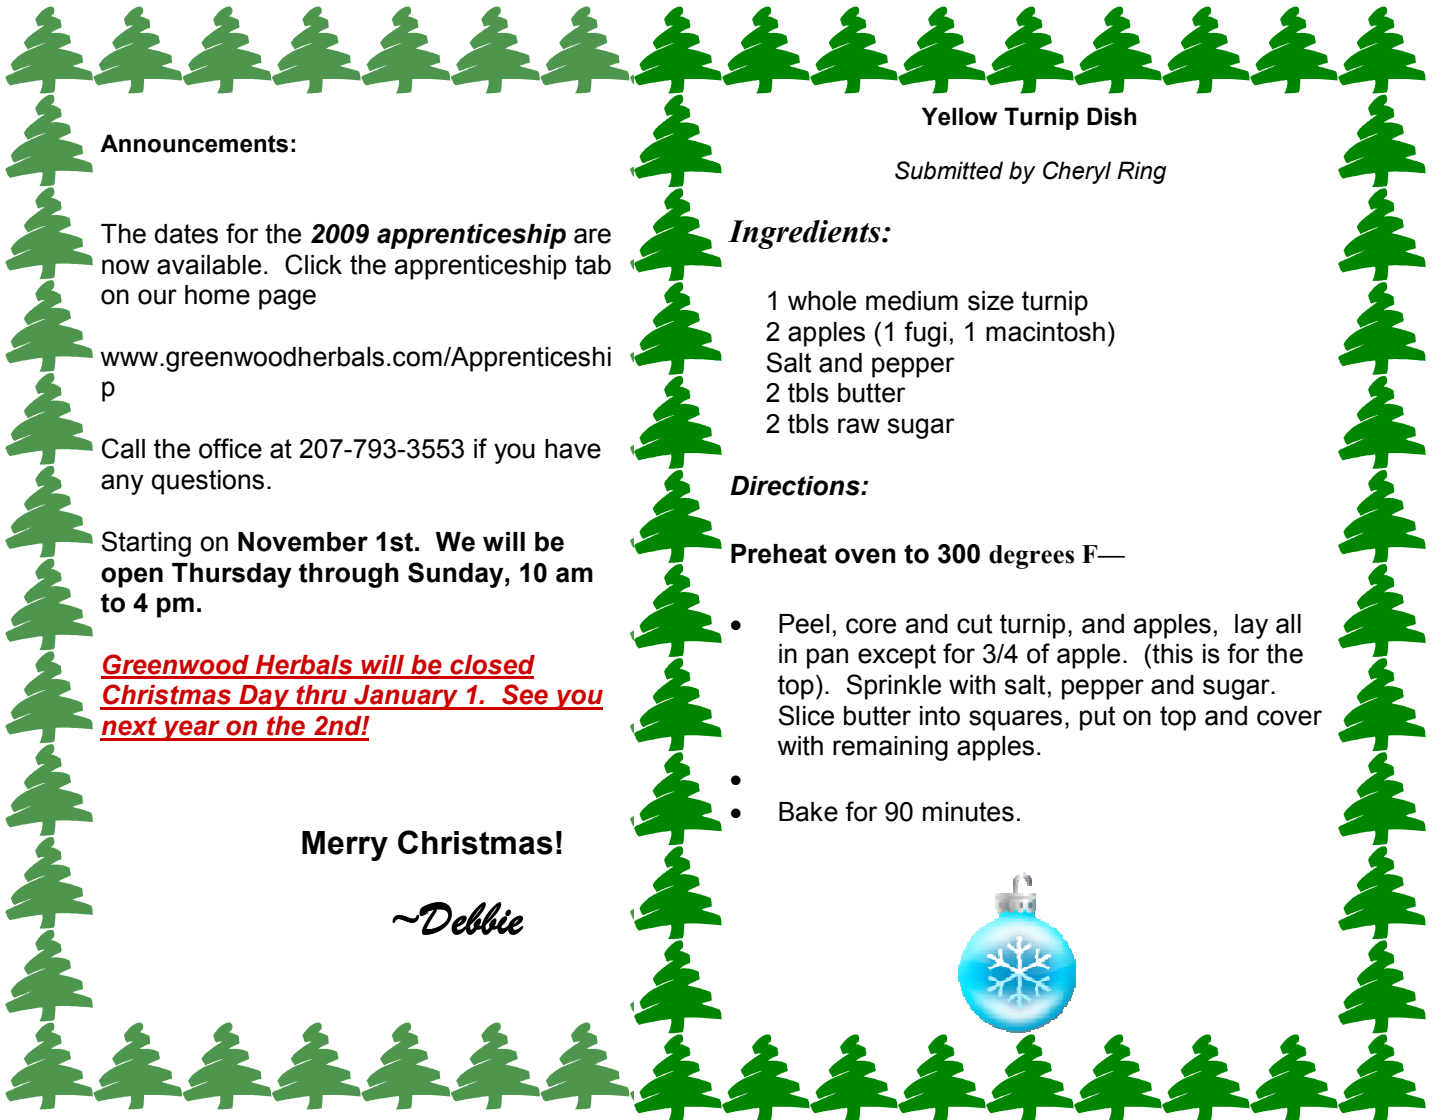 Announcements:
The dates for the 2009 apprenticeship are
now available.  Click the apprenticeship tab
on our home page
www.greenwoodherbals.com/Apprenticeshi
p
Call the office at 207-793-3553 if you have
any questions.
Starting on November 1st.  We will be
open Thursday through Sunday, 10 am
to 4 pm.
Greenwood Herbals will be closed
Christmas Day thru January 1.  See you
next year on the 2nd!
Merry Christmas!
~Debbie
Yellow Turnip Dish
Submitted by Cheryl Ring
Ingredients:
1 whole medium size turnip
2 apples (1 fugi, 1 macintosh)
Salt and pepper
2 tbls butter
2 tbls raw sugar
Directions:
Preheat oven to 300 degrees F—
• Peel, core and cut turnip, and apples,  lay all
in pan except for 3/4 of apple.  (this is for the
top).  Sprinkle with salt, pepper and sugar.
Slice butter into squares, put on top and cover
with remaining apples.
•
• Bake for 90 minutes.